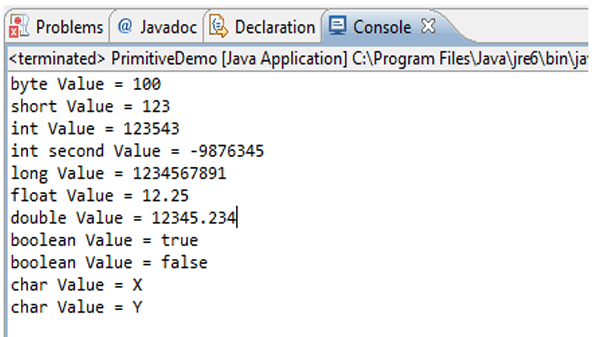 Problems @ Javadoc Declaration Console
<terminated> PrimitiveDemo [Java Application] C:\Program Files\Java\jre6\bin\ja
byte Value = 100
short Value = 123
int Value = 123543
int second Value = -9876345
long Value = 1234567891
float Value = 12.25
double Value = 12345.234
boolean Value = true
boolean Value = false
char Value = X
char Value = Y